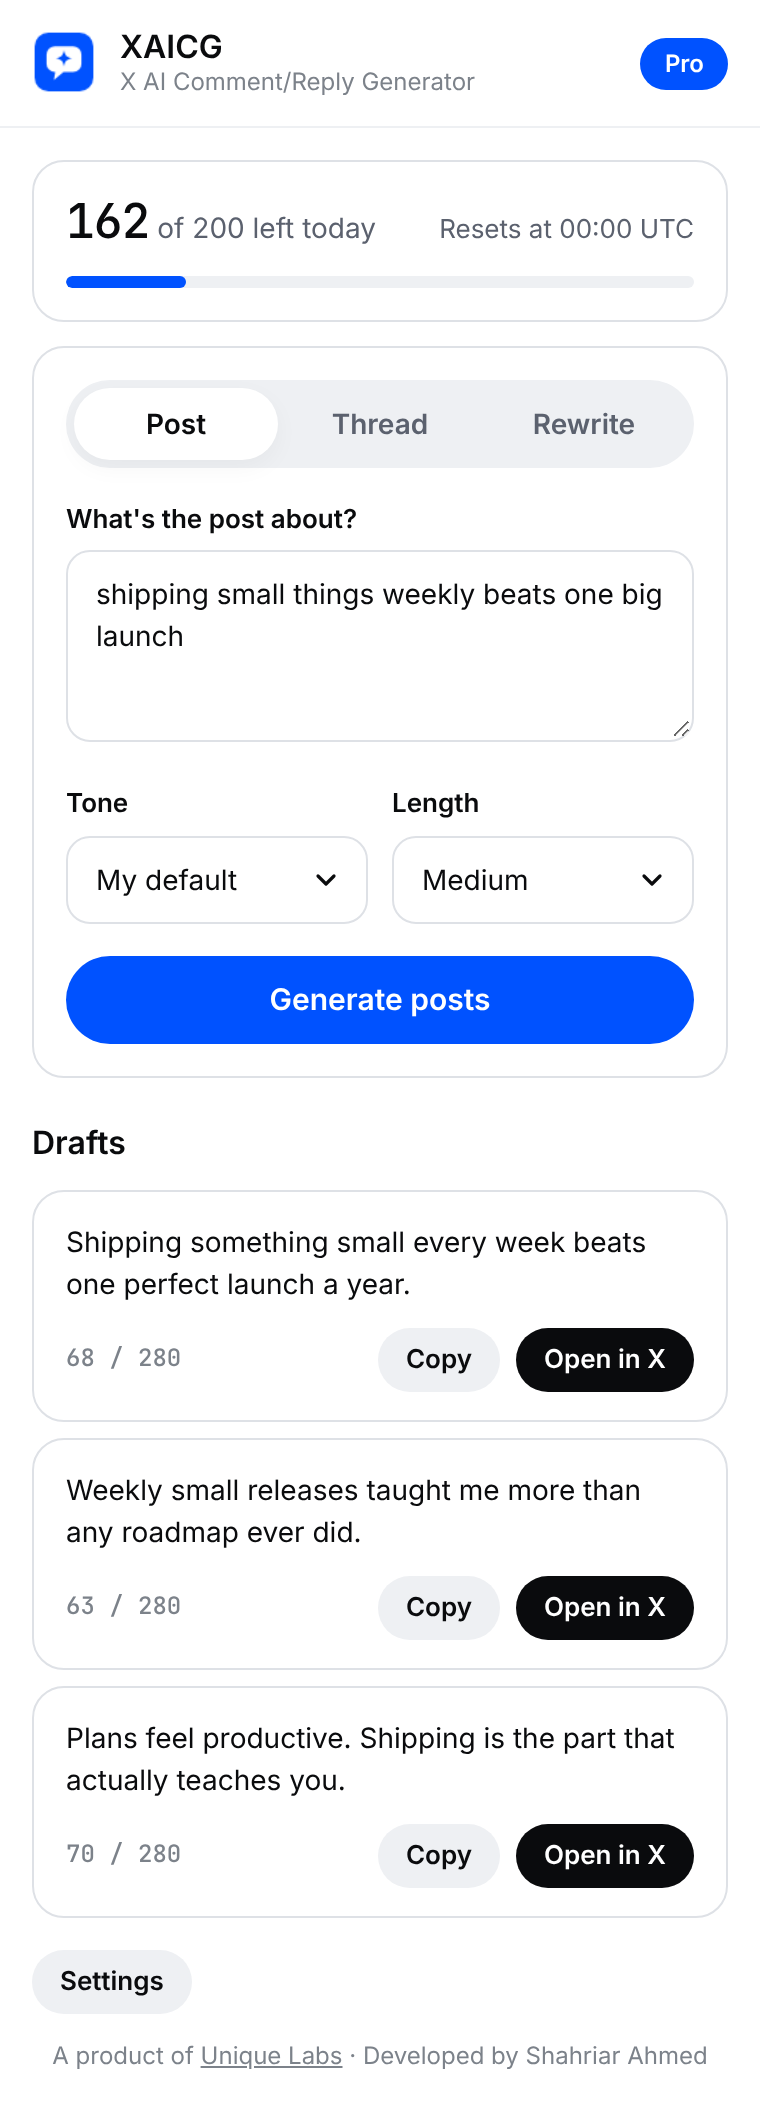 XAICG
X AI Comment/Reply Generator
Pro
162 of 200 left today
Resets at 00:00 UTC
Post
Thread
Rewrite
What's the post about?
shipping small things weekly beats one big
launch
Tone
Length
My default
Medium
Generate posts
Drafts
Shipping something small every week beats
one perfect launch a year.
68 / 280
Copy
Open in X
Weekly small releases taught me more than
any roadmap ever did.
63 / 280
Copy
Open in X
Plans feel productive. Shipping is the part that
actually teaches you.
70 / 280
Copy
Open in X
Settings
A product of Unique Labs · Developed by Shahriar Ahmed